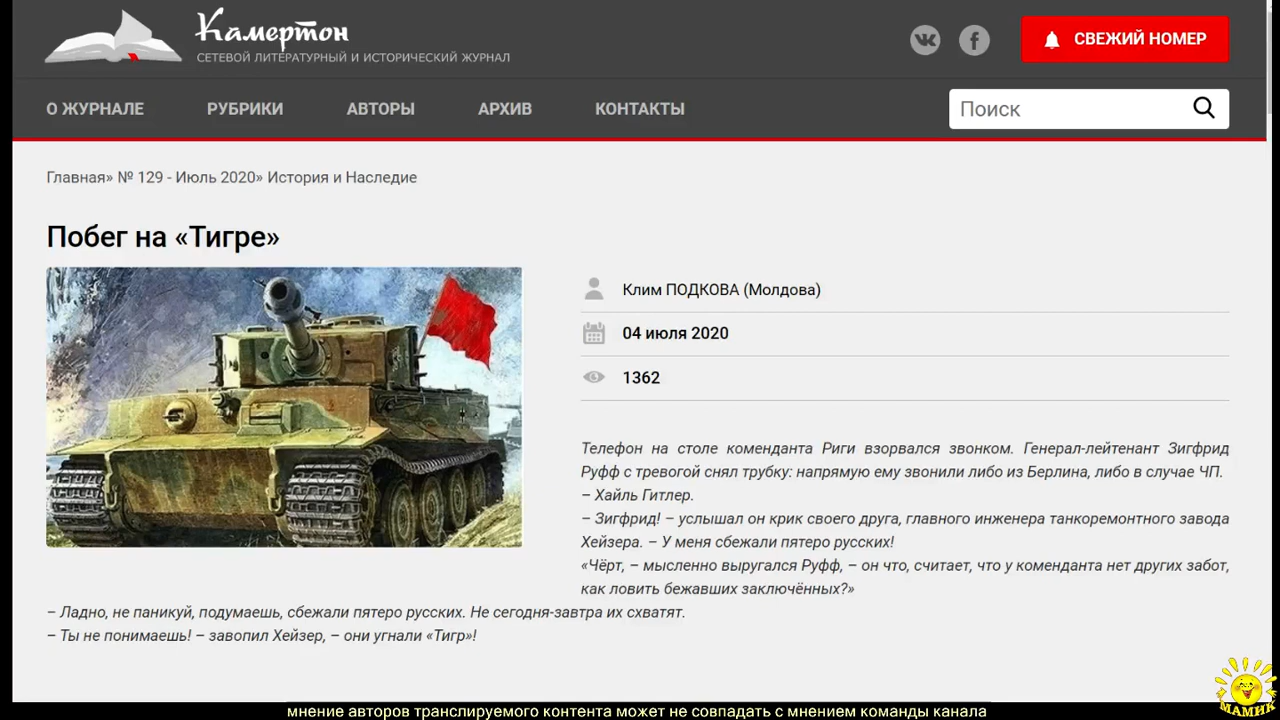 Камертон
СЕТЕВОЙ ЛИТЕРАТУРНЫЙ И ИСТОРИЧЕСКИЙ ЖУРНАЛ
СВЕЖИЙ НОМЕР
О ЖУРНАЛЕ РУБРИКИ АВТОРЫ АРХИВ КОНТАКТЫ Поиск
Главная» № 129 - Июль 2020» История и Наследие
Побег на «Тигре»
Клим ПОДКОВА (Молдова)
04 июля 2020
1362
Телефон на столе коменданта Риги взорвался звонком. Генерал-лейтенант Зигфрид
Руфф с тревогой снял трубку: напрямую ему звонили либо из Берлина, либо в случае ЧП.
– Хайль Гитлер.
– Зигфрид! – услышал он крик своего друга, главного инженера танкоремонтного завода
Хейзера. – У меня сбежали пятеро русских!
«Чёрт, – мысленно выругался Руфф, – он что, считает, что у коменданта нет других забот,
как ловить бежавших заключённых?»
– Ладно, не паникуй, подумаешь, сбежали пятеро русских. Не сегодня-завтра их схватят.
– Ты не понимаешь! – завопил Хейзер, – они угнали «Тигр»!
МАМИК
мнение авторов транслируемого контента может не совпадать с мнением команды канала